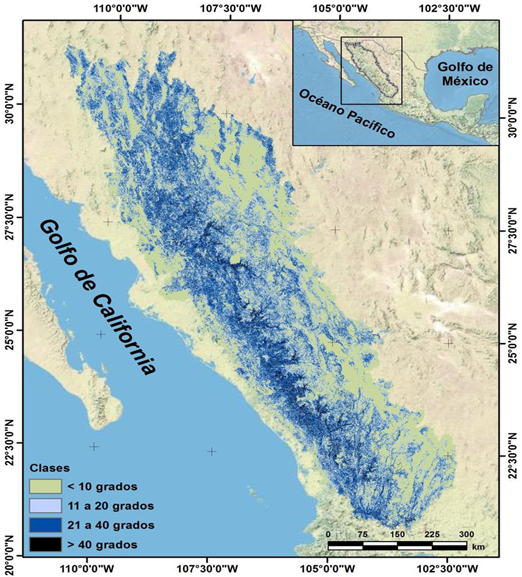 110°0'0"W
107°30'0"W
105°0'0"W
102°30'0"W
Golfo de
México
Océano Pacífico
30°0'0"N
30°0'0"N
27°30'0"N
27°30'0"N
Golfo de California
25°0'0"N
25°0'0"N
22°30'0"N
22°30'0"N
Clases
< 10 grados
11 a 20 grados
21 a 40 grados
> 40 grados
0 75 150 225 300
km
20°0'0"N
110°0'0"W
107°30'0"W
105°0'0"W
102°30'0"W